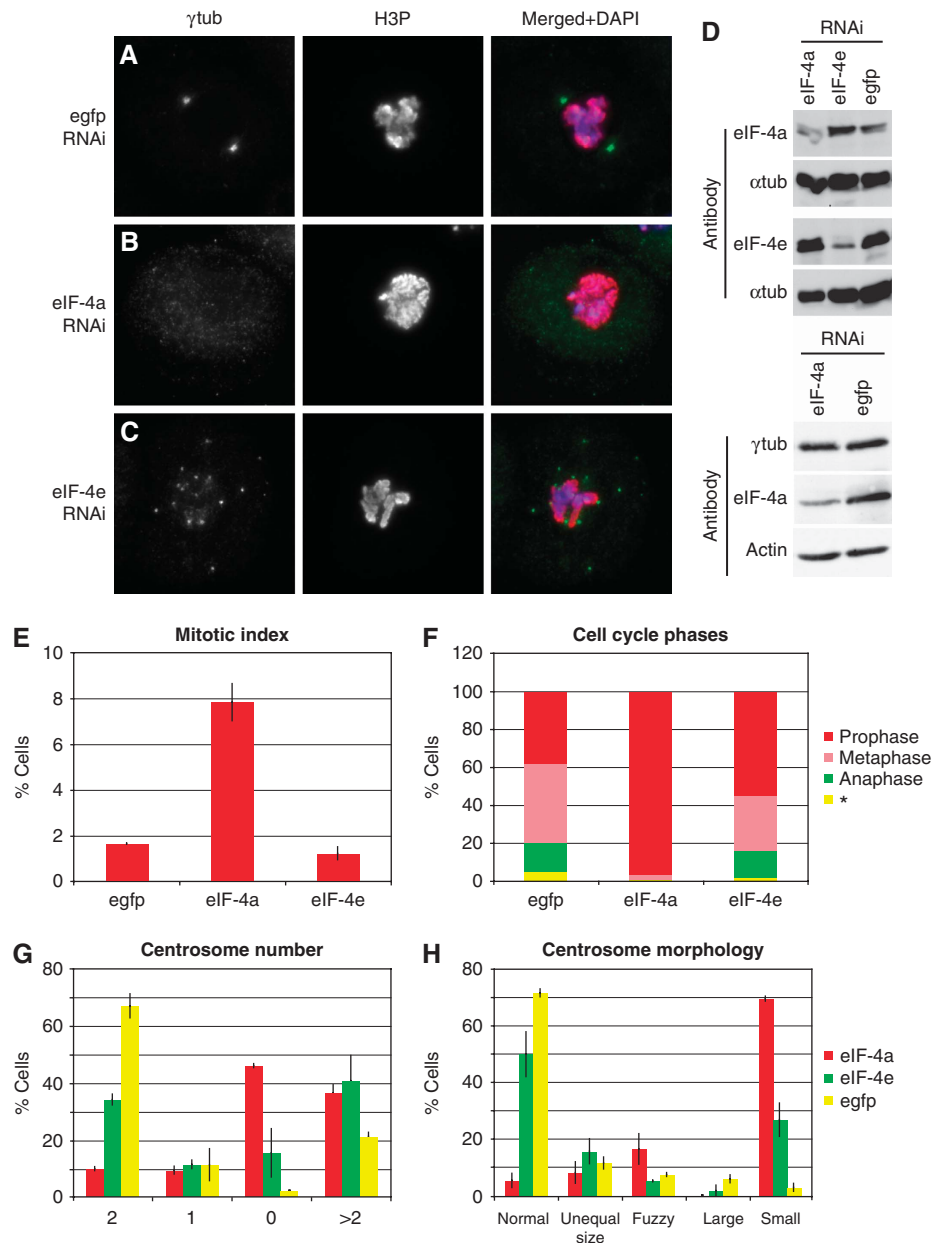 γtub H3P Merged+DAPI
A
egfp
RNAi
B
eIF-4a
RNAi
C
eIF-4e
RNAi
D
RNAi
eIF-4a eIF-4e egfp
Antibody
eIF-4a
αtub
eIF-4e
αtub
RNAi
eIF-4a egfp
Antibody
γtub
eIF-4a
Actin
E
Mitotic index
% Cells
10
8
6
4
2
0
egfp eIF-4a eIF-4e
F
Cell cycle phases
% Cells
120
100
80
60
40
20
0
egfp eIF-4a eIF-4e
Prophase
Metaphase
Anaphase
*
G
Centrosome number
% Cells
80
60
40
20
0
2 1 0 >2
H
Centrosome morphology
% Cells
80
60
40
20
0
Normal Unequal Fuzzy Large Small
size
eIF-4a
eIF-4e
egfp